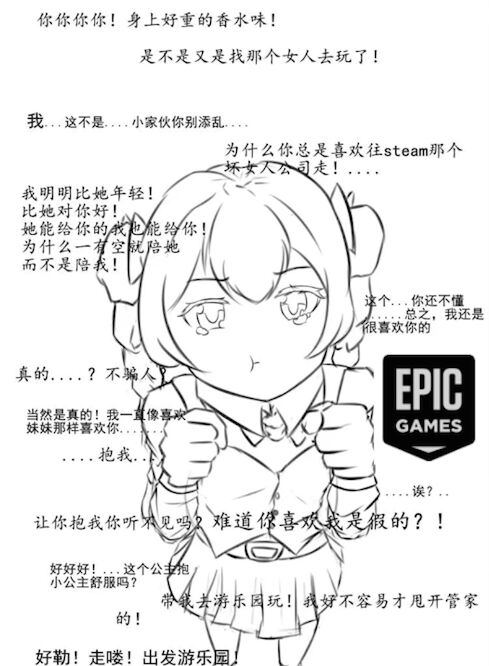 你你你你！身上好重的香水味！
是不是又是找那个女人去玩了！
我...这不是....小家伙你别添乱....
为什么你总是喜欢往steam那个
坏女人公司走！....
我明明比她年轻！
比她对你好！
她能给你的我也能给你！
为什么一有空就陪她
而不是陪我！
这个...你还不懂
......总之，我还是
很喜欢你的
真的....？不骗人？
EPIC
GAMES
当然是真的！我一直像喜欢
妹妹那样喜欢你........
....抱我...
....诶？..
让你抱我你听不见吗？难道你喜欢我是假的？！
好好好！...这个公主抱
小公主舒服吗？
带我去游乐园玩！我好不容易才甩开管家
的！
好勒！走喽！出发游乐园！